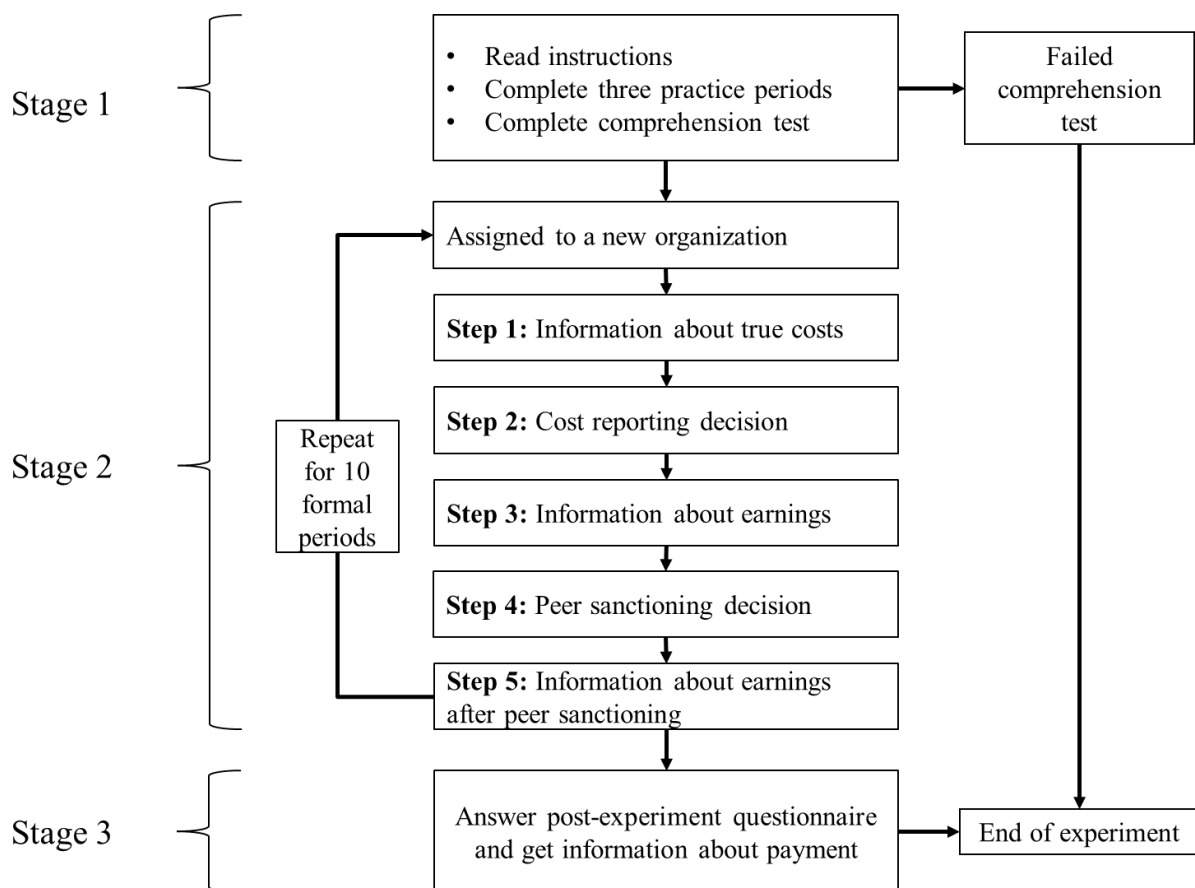 Stage 1
• Read instructions
• Complete three practice periods
• Complete comprehension test
Failed
comprehension
test
Stage 2
Assigned to a new organization
Step 1: Information about true costs
Step 2: Cost reporting decision
Step 3: Information about earnings
Step 4: Peer sanctioning decision
Step 5: Information about earnings
after peer sanctioning
Repeat
for 10
formal
periods
Stage 3
Answer post-experiment questionnaire
and get information about payment
End of experiment